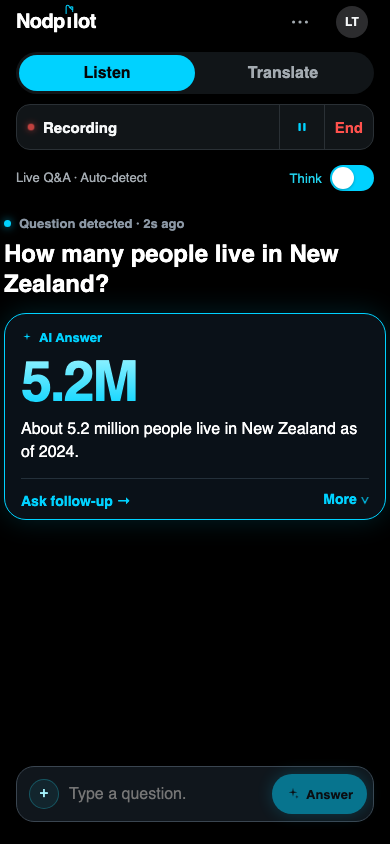 Nodpilot
LT
Listen
Translate
Recording
End
Live Q&A · Auto-detect
Think
Question detected · 2s ago
How many people live in New
Zealand?
AI Answer
5.2M
About 5.2 million people live in New Zealand as
of 2024.
Ask follow-up →
More ˅
Type a question.
Answer